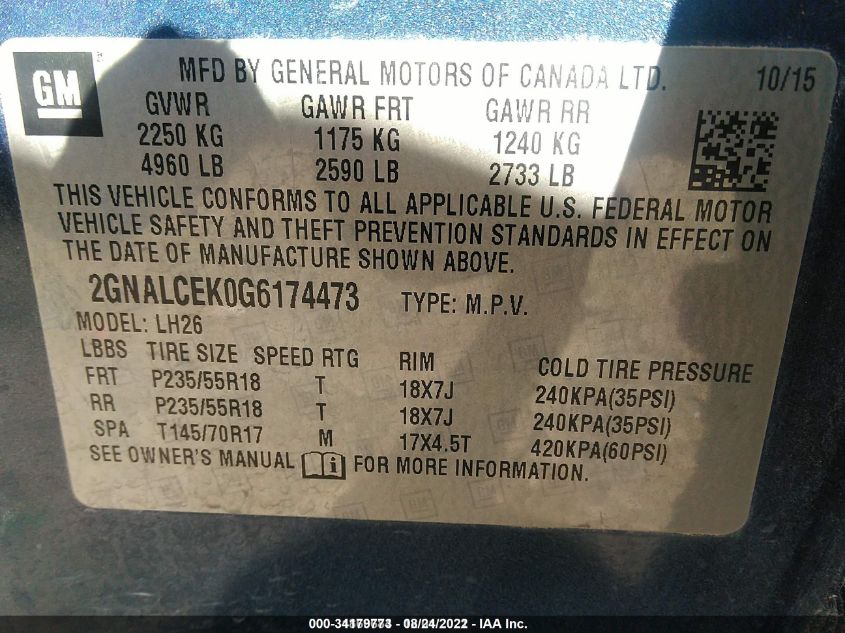 GM
MFD BY GENERAL MOTORS OF CANADA LTD. 10/15
GVWR GAWR FRT GAWR RR
2250 KG 1175 KG 1240 KG
4960 LB 2590 LB 2733 LB
THIS VEHICLE CONFORMS TO ALL APPLICABLE U.S. FEDERAL MOTOR
VEHICLE SAFETY AND THEFT PREVENTION STANDARDS IN EFFECT ON
THE DATE OF MANUFACTURE SHOWN ABOVE.
2GNALCEK0G6174473 TYPE: M.P.V.
MODEL: LH26
LBBS TIRE SIZE SPEED RTG RIM COLD TIRE PRESSURE
FRT P235/55R18 T 18X7J 240KPA(35PSI)
RR P235/55R18 T 18X7J 240KPA(35PSI)
SPA T145/70R17 M 17X4.5T 420KPA(60PSI)
SEE OWNER'S MANUAL FOR MORE INFORMATION.
- IAA Inc.